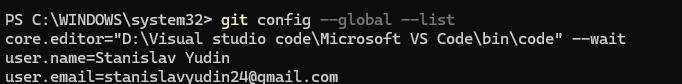 PS C:\WINDOWS\system32> git config --global --list
core.editor="D:\Visual studio code\Microsoft VS Code\bin\code" --wait
user.name=Stanislav Yudin
user.email=stanislavyudin24@gmail.com